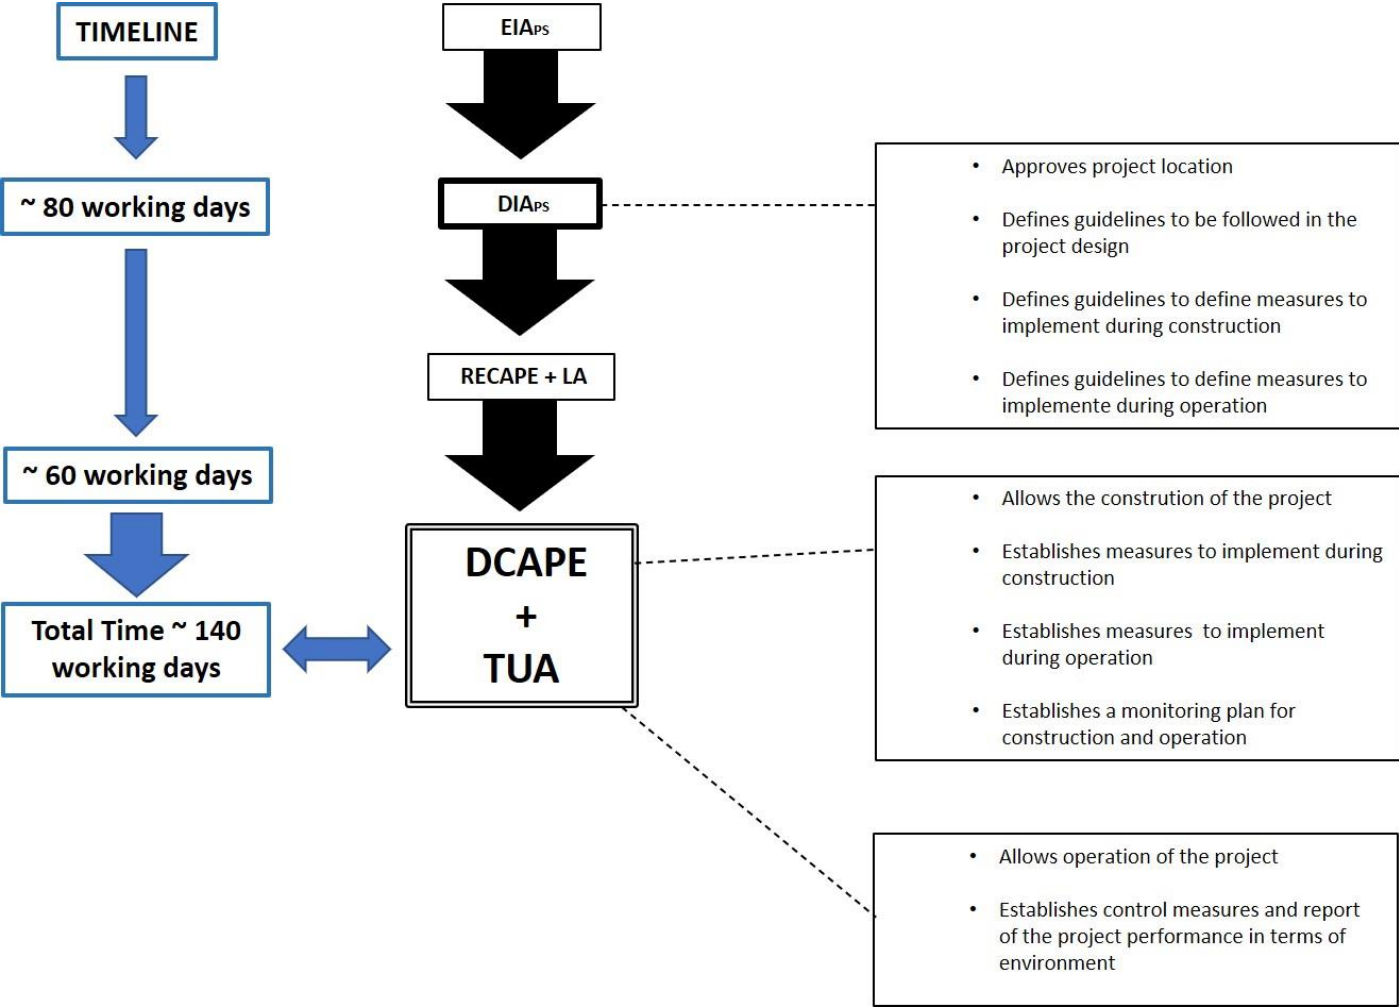 TIMELINE
~ 80 working days
~ 60 working days
Total Time ~ 140
working days
EIAPS
DIAPS
RECAPE + LA
DCAPE
+
TUA
• Approves project location
• Defines guidelines to be followed in the
project design
• Defines guidelines to define measures to
implement during construction
• Defines guidelines to define measures to
implemente during operation
• Allows the constrution of the project
• Establishes measures to implement during
construction
• Establishes measures to implement
during operation
• Establishes a monitoring plan for
construction and operation
• Allows operation of the project
• Establishes control measures and report
of the project performance in terms of
environment